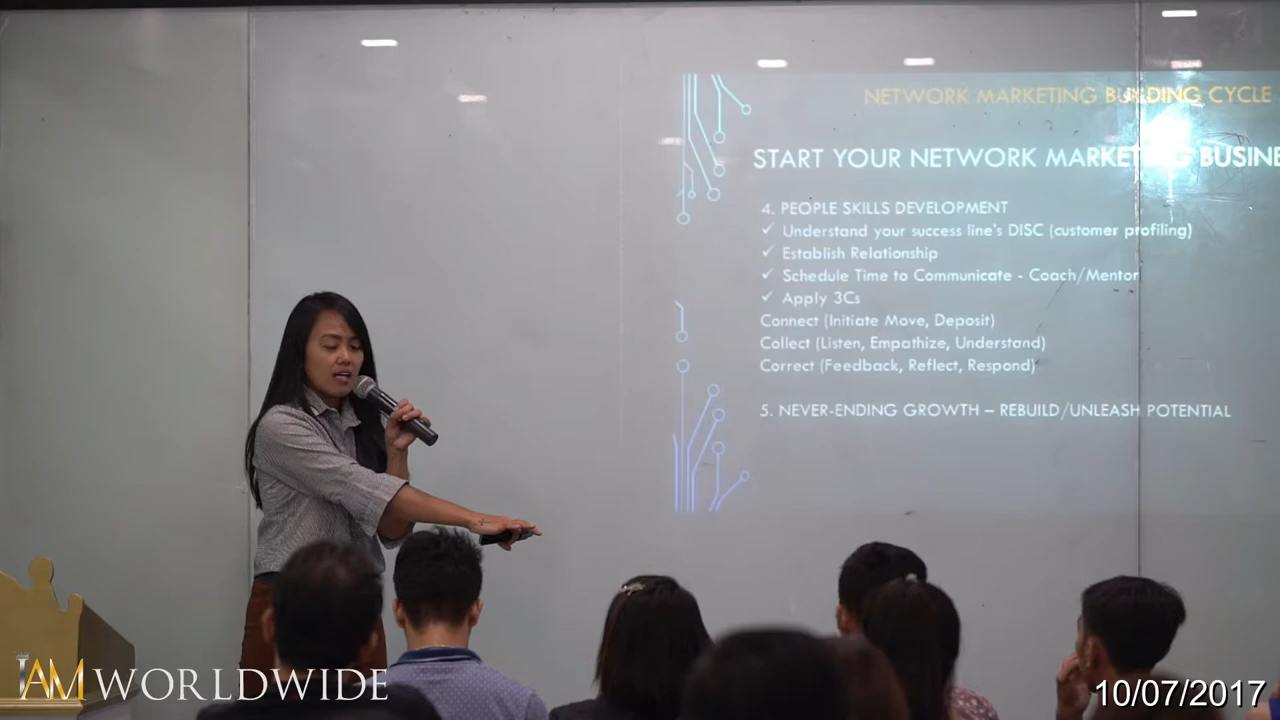 NETWORK MARKETING BUILDING CYCLE
START YOUR NETWORK MARKETING BUSINE
4. PEOPLE SKILLS DEVELOPMENT
✓ Understand your success line's DISC (customer profiling)
✓ Establish Relationship
✓ Schedule Time to Communicate - Coach/Mentor
✓ Apply 3Cs
Connect (Initiate Move, Deposit)
Collect (Listen, Empathize, Understand)
Correct (Feedback, Reflect, Respond)
5. NEVER-ENDING GROWTH – REBUILD/UNLEASH POTENTIAL
IAM WORLDWIDE
10/07/2017